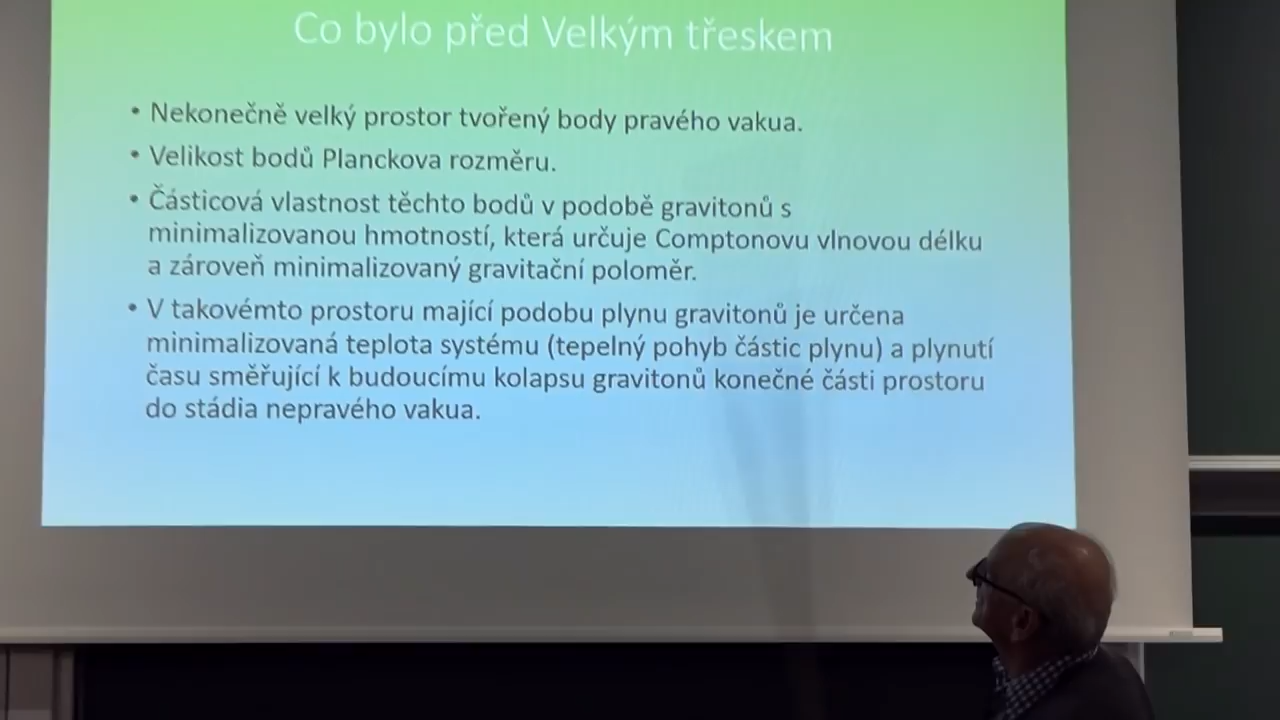 Co bylo před Velkým třeskem
• Nekonečně velký prostor tvořený body pravého vakua.
• Velikost bodů Planckova rozměru.
• Částicová vlastnost těchto bodů v podobě gravitonů s
minimalizovanou hmotností, která určuje Comptonovu vlnovou délku
a zároveň minimalizovaný gravitační poloměr.
• V takovémto prostoru mající podobu plynu gravitonů je určena
minimalizovaná teplota systému (tepelný pohyb částic plynu) a plynutí
času směřující k budoucímu kolapsu gravitonů konečné části prostoru
do stádia nepravého vakua.